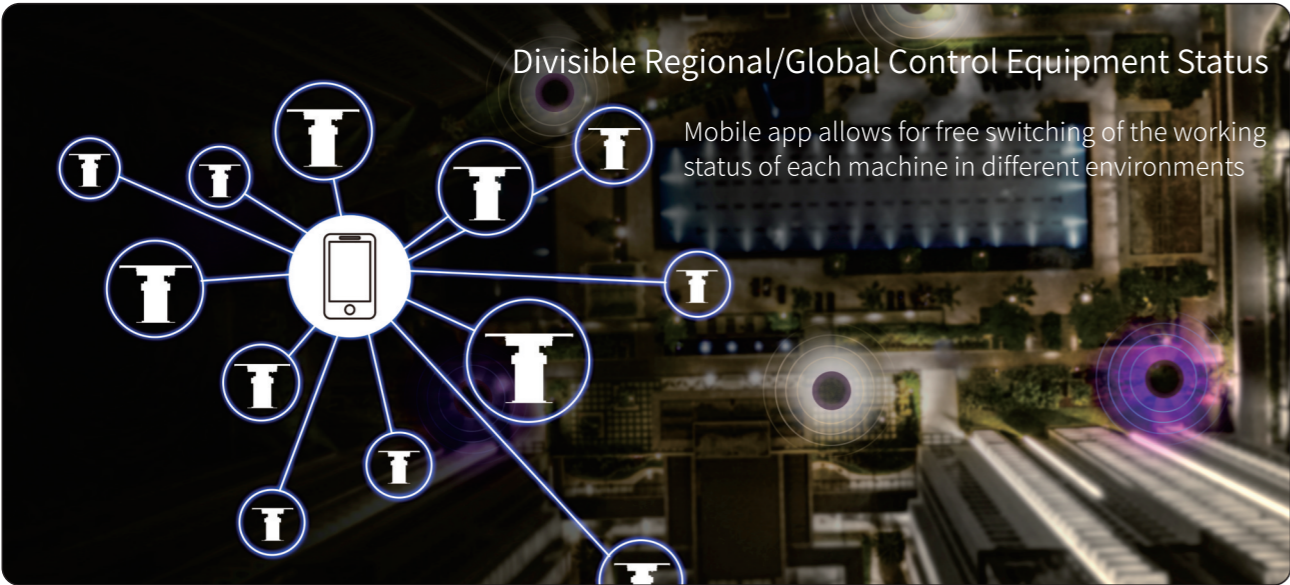 Divisible Regional/Global Control Equipment Status
Mobile app allows for free switching of the working
status of each machine in different environments